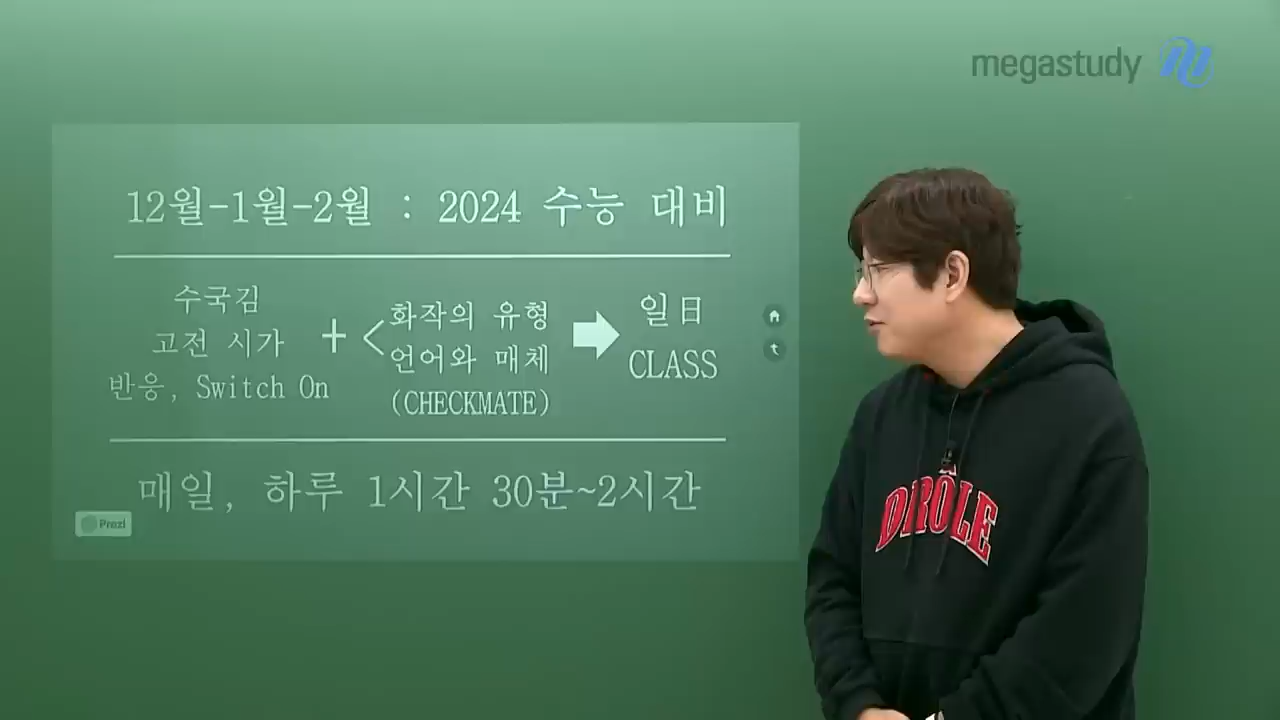 megastudy
12월-1월-2월 : 2024 수능 대비
수국김
고전 시가
반응, Switch On
+ <
화작의 유형
언어와 매체
(CHECKMATE)
일日
CLASS
매일, 하루 1시간 30분~2시간
Prezi
DRÔLE